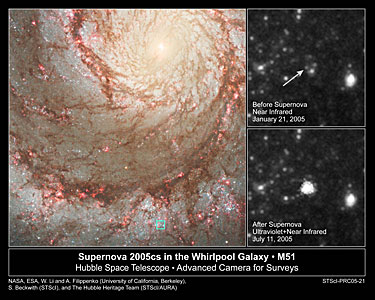 Before Supernova
Near Infrared
January 21, 2005
After Supernova
Ultraviolet+Near Infrared
July 11, 2005
Supernova 2005cs in the Whirlpool Galaxy • M51
Hubble Space Telescope • Advanced Camera for Surveys
NASA, ESA, W. Li and A. Filippenko (University of California, Berkeley),
S. Beckwith (STScI), and The Hubble Heritage Team (STScI/AURA)
STScI-PRC05-21